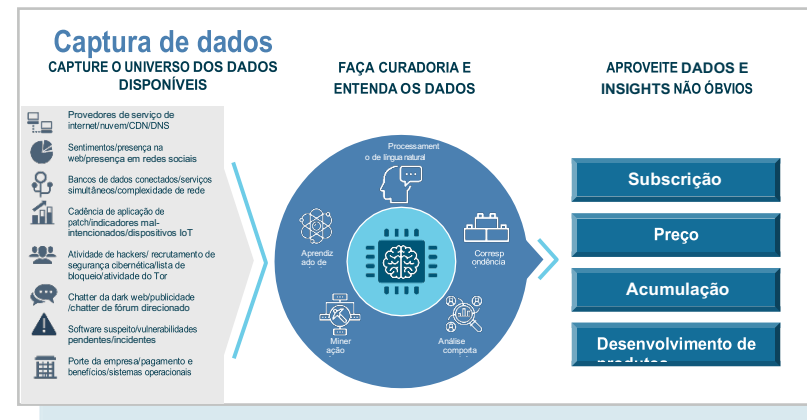 Captura de dados
CAPTURE O UNIVERSO DOS DADOS
DISPONÍVEIS
FAÇA CURADORIA E
ENTENDA OS DADOS
APROVEITE DADOS E
INSIGHTS NÃO ÓBVIOS
Provedores de serviço de
internet/nuvem/CDN/DNS
Sentimentos/presença na
web/presença em redes sociais
Bancos de dados conectados/serviços
simultâneos/complexidade de rede
Cadência de aplicação de
patch/indicadores mal-
intencionados/dispositivos IoT
Atividade de hackers/ recrutamento de
segurança cibernética/lista de
bloqueio/atividade do Tor
Chatter da dark web/publicidade
/chatter de fórum direcionado
Software suspeito/vulnerabilidades
pendentes/incidentes
Porte da empresa/pagamento e
benefícios/sistemas operacionais
Processament
o de língua natural
Aprendiz
ado de
Corresp
ondência
Miner
ação
Análise
comporta
Subscrição
Preço
Acumulação
Desenvolvimento de